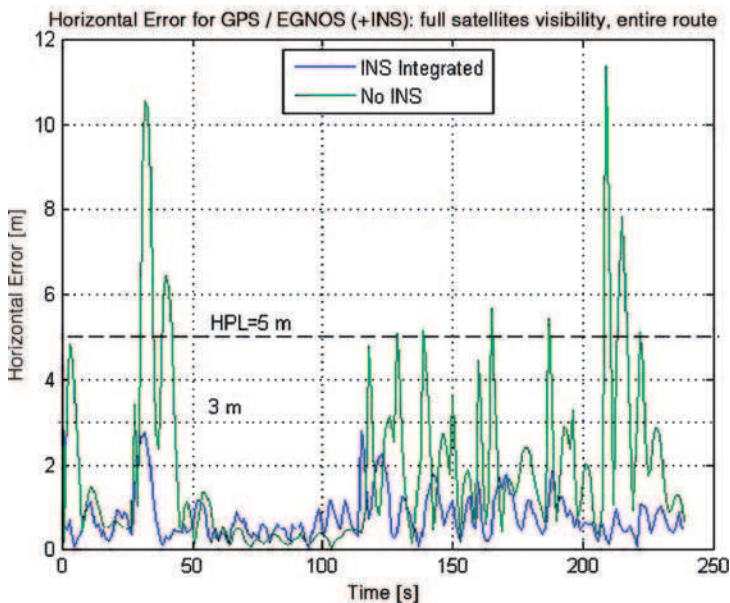 Horizontal Error for GPS / EGNOS (+INS): full satellites visibility, entire route
12
10
8
6
4
2
0
Horizontal Error [m]
INS Integrated
No INS
HPL=5 m
3 m
0
50
100
150
200
250
Time [s]